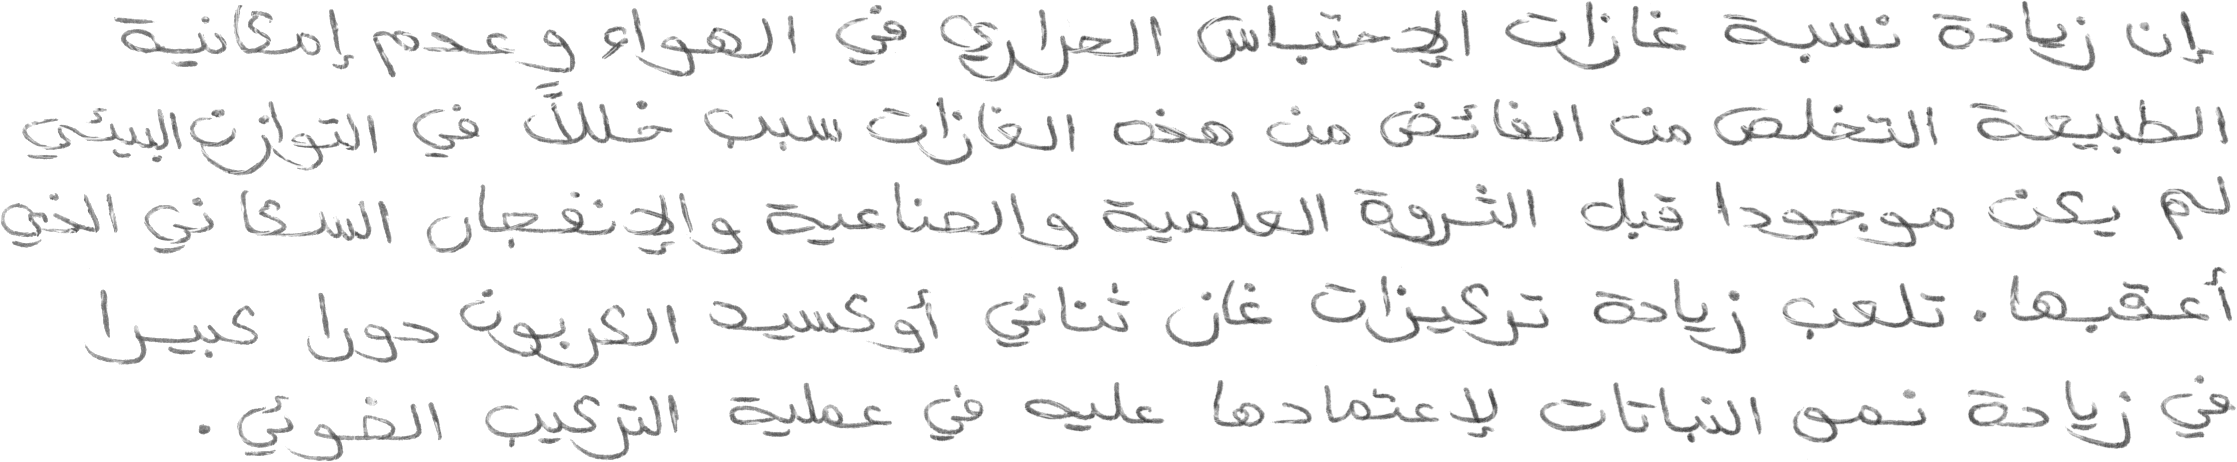 إن زيادة نسبة غازات الإحتباس الحراري في الهواء وعدم إمكانية
الطبيعة التخلص من الفائض من هذه الغازات سبب خللاً في التوازن البيئي
لم يكن موجودا قبل الثروة العلمية والصناعية والإنفجار السكاني الذي
أعقبها. تلعب زيادة تركيزات غاز ثنائي أوكسيد الكربون دورا كبيرا
في زيادة نمو النباتات لإعتمادها عليه في عملية التركيب الضوئي.